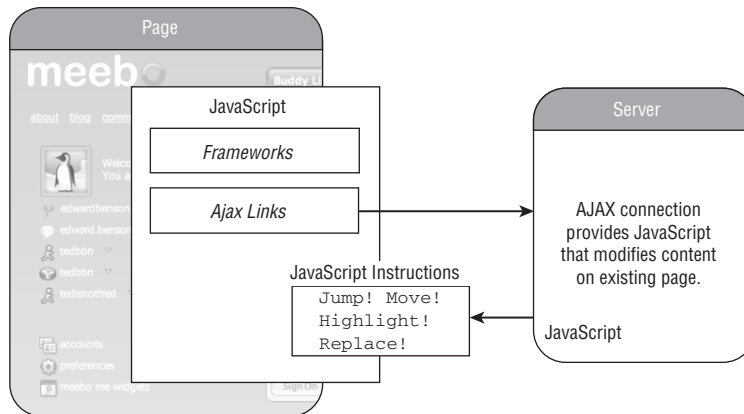 Page
meebo
Buddy Li
about blog comm
JavaScript
Frameworks
Ajax Links
Welco
You a
edwardbenson
edward.benson
tedbbn
tedbbn
tedisnotfred
accounts
preferences
meebo me widgets
Sign On
JavaScript Instructions
Jump! Move!
Highlight!
Replace!
Server
AJAX connection
provides JavaScript
that modifies content
on existing page.
JavaScript